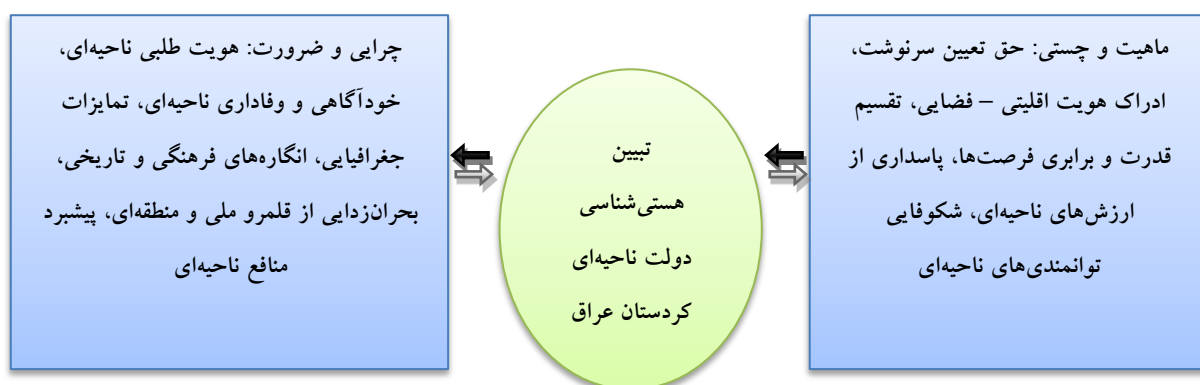 ماهیت و چستی: حق تعیین سرنوشت،
ادراک هویت اقلیتی – فضایی، تقسیم
قدرت و برابری فرصت‌ها، پاسداری از
ارزش‌های ناحیه‌ای، شکوفایی
توانمندی‌های ناحیه‌ای
تبیین
هستی‌شناسی
دولت ناحیه‌ای
کردستان عراق
چرایی و ضرورت: هویت طلبی ناحیه‌ای،
خودآگاهی و وفاداری ناحیه‌ای، تمایزات
جغرافیایی، انگاره‌های فرهنگی و تاریخی،
بحران‌زدایی از قلمرو ملی و منطقه‌ای، پیشبرد
منافع ناحیه‌ای